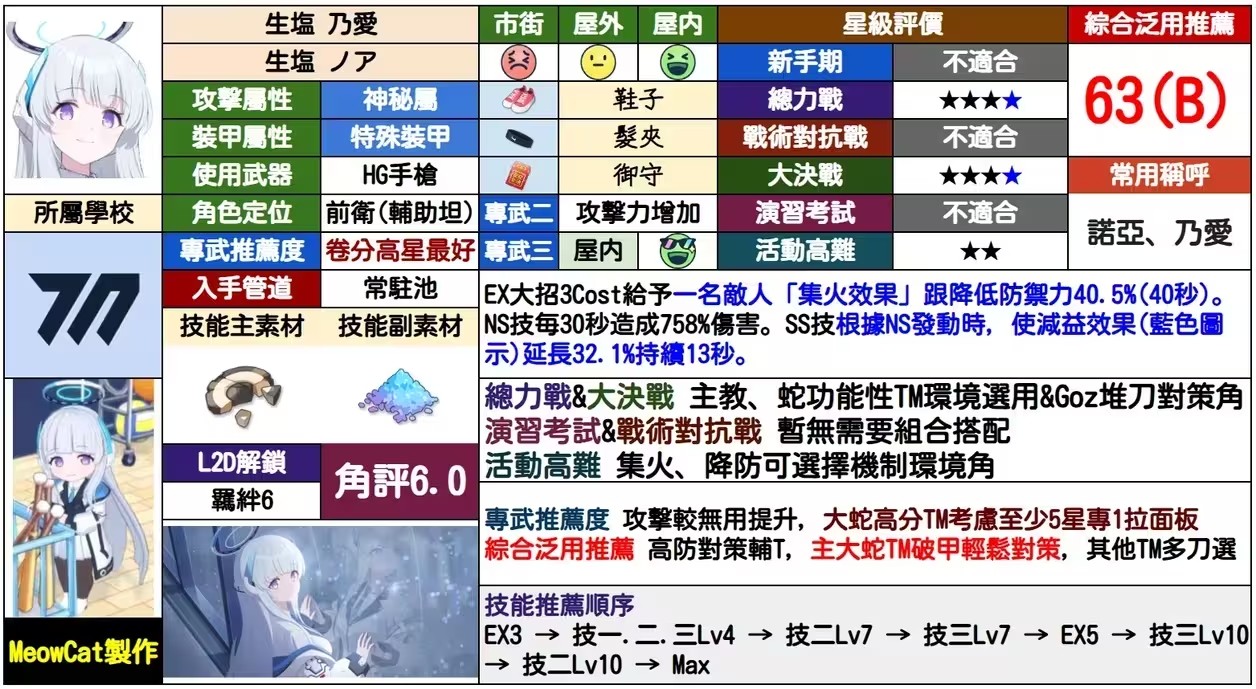 生塩 乃愛
生塩 ノア
攻擊屬性 神秘屬
裝甲屬性 特殊裝甲
使用武器 HG手槍
所屬學校 角色定位 前衛(輔助坦)
專武推薦度 卷分高星最好
入手管道 常駐池
技能主素材 技能副素材
L2D解鎖
羈絆6
角評6.0
MeowCat製作
市街 屋外 屋內
鞋子
髮夾
御守
專武二 攻擊力增加
專武三 屋內
星級評價
新手期 不適合
總力戰 ★★★★
戰術對抗戰 不適合
大決戰 ★★★★
演習考試 不適合
活動高難 ★★
綜合泛用推薦
63(B)
常用稱呼
諾亞、乃愛
EX大招3Cost給予一名敵人「集火效果」跟降低防禦力40.5%(40秒)。
NS技每30秒造成758%傷害。SS技根據NS發動時, 使減益效果(藍色圖
示)延長32.1%持續13秒。
總力戰&大決戰 主教、蛇功能性TM環境選用&Goz堆刀對策角
演習考試&戰術對抗戰 暫無需要組合搭配
活動高難 集火、降防可選擇機制環境角
專武推薦度 攻擊較無用提升, 大蛇高分TM考慮至少5星專1拉面板
綜合泛用推薦 高防對策輔T, 主大蛇TM破甲輕鬆對策, 其他TM多刀選
技能推薦順序
EX3 → 技一.二.三Lv4 → 技二Lv7 → 技三Lv7 → EX5 → 技三Lv10
→ 技二Lv10 → Max